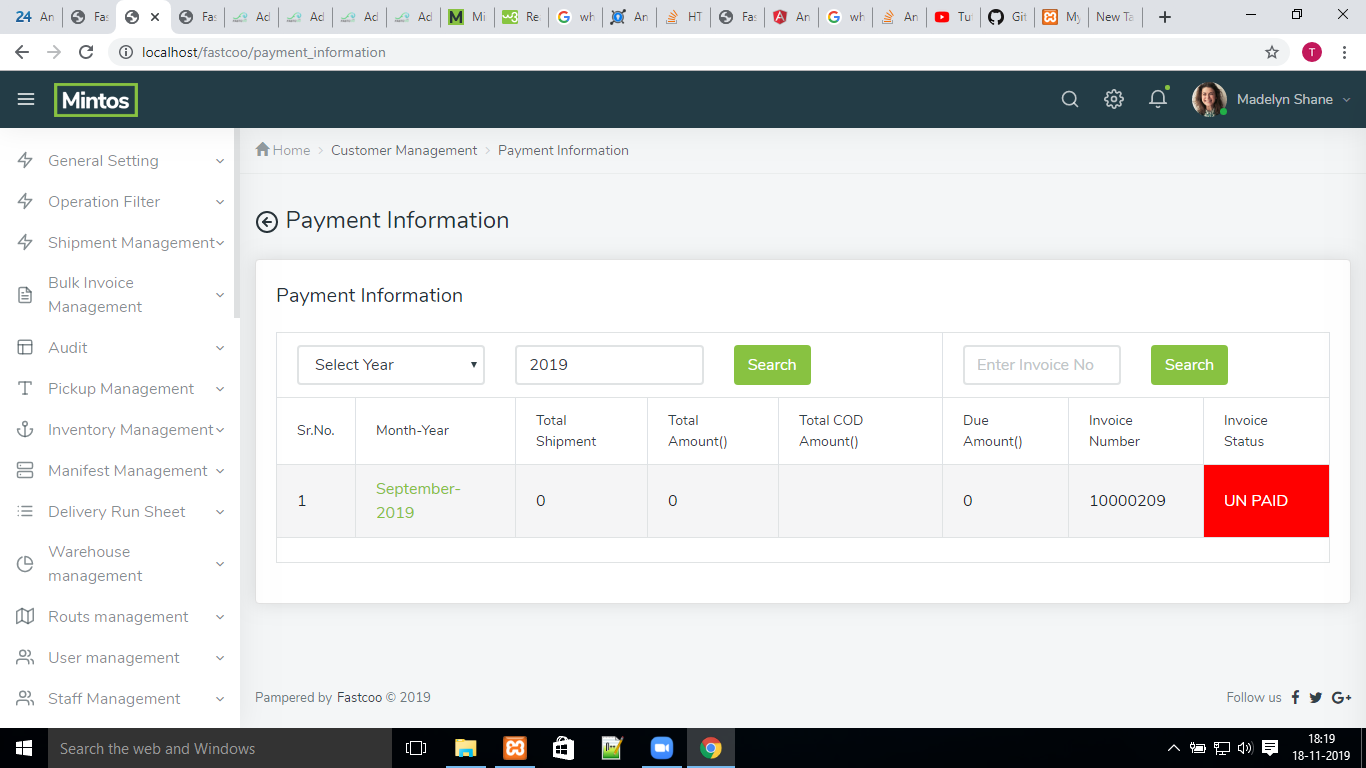 24 An
Fas
Fas
Ad
Ad
Ad
Ad
Mi
Re
wh
An
HT
Fas
An
wh
An
Tut
Git
My
New Ta
localhost/fastcoo/payment_information
T
Mintos
Madelyn Shane
General Setting
Operation Filter
Shipment Management
Bulk Invoice
Management
Audit
Pickup Management
Inventory Management
Manifest Management
Delivery Run Sheet
Warehouse
management
Routs management
User management
Staff Management
Home > Customer Management > Payment Information
Payment Information
Payment Information
Select Year
2019
Search
Enter Invoice No
Search
Sr.No.
Month-Year
Total
Shipment
Total
Amount()
Total COD
Amount()
Due
Amount()
Invoice
Number
Invoice
Status
1
September-
2019
0
0
0
10000209
UN PAID
Pampered by Fastcoo © 2019
Follow us
Search the web and Windows
18:19
18-11-2019